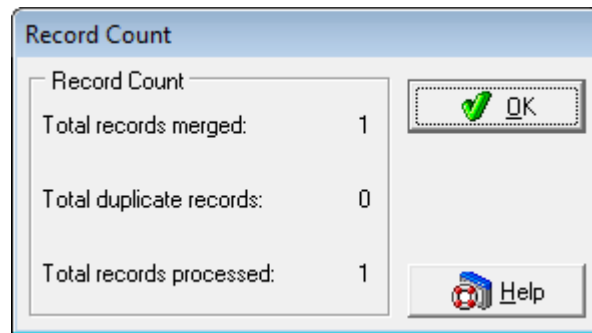 Record Count
Record Count
Total records merged: 1
OK
Total duplicate records: 0
Total records processed: 1
Help